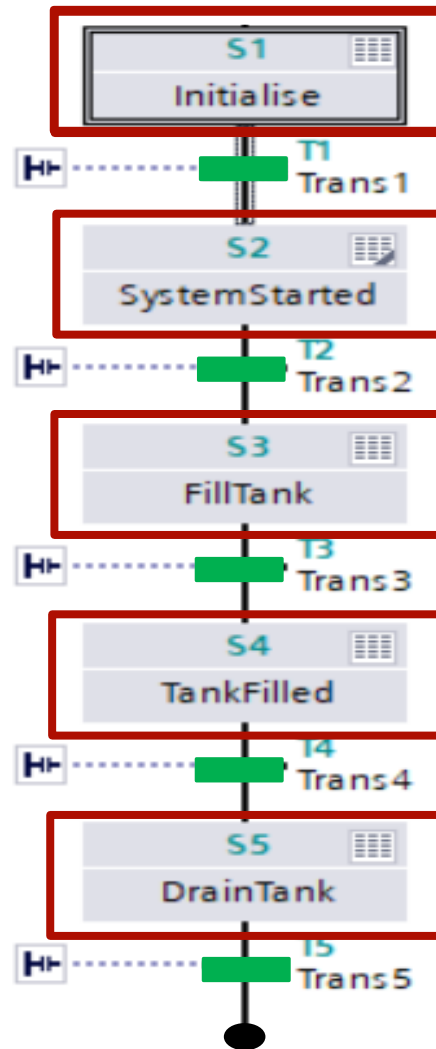 S1
Initialise
T1
Trans1
S2
SystemStarted
T2
Trans2
S3
FillTank
T3
Trans3
S4
TankFilled
T4
Trans4
S5
DrainTank
T5
Trans5